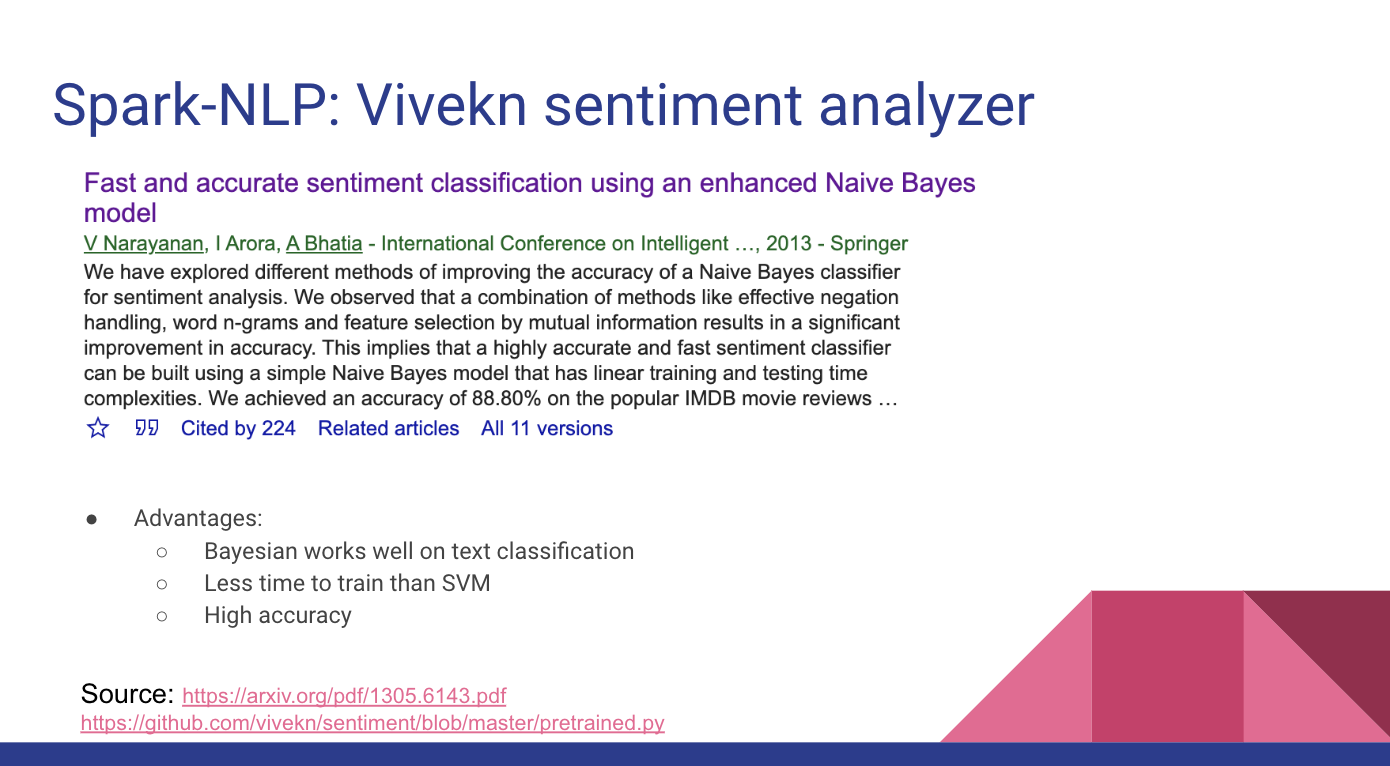 Spark-NLP: Vivekn sentiment analyzer
Fast and accurate sentiment classification using an enhanced Naive Bayes
model
V Narayanan, I Arora, A Bhatia - International Conference on Intelligent …, 2013 - Springer
We have explored different methods of improving the accuracy of a Naive Bayes classifier
for sentiment analysis. We observed that a combination of methods like effective negation
handling, word n-grams and feature selection by mutual information results in a significant
improvement in accuracy. This implies that a highly accurate and fast sentiment classifier
can be built using a simple Naive Bayes model that has linear training and testing time
complexities. We achieved an accuracy of 88.80% on the popular IMDB movie reviews …
Cited by 224 Related articles All 11 versions
● Advantages:
○ Bayesian works well on text classification
○ Less time to train than SVM
○ High accuracy
Source: https://arxiv.org/pdf/1305.6143.pdf
https://github.com/vivekn/sentiment/blob/master/pretrained.py